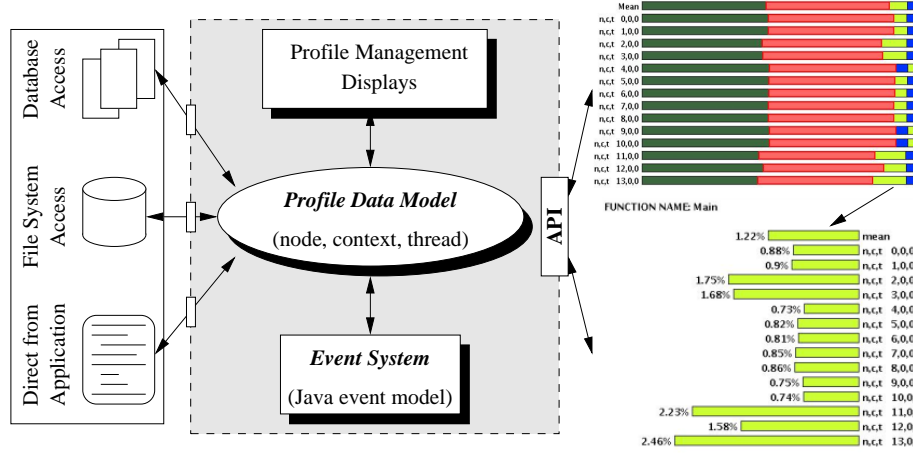 Database
Access
File System
Access
Direct from
Application
Profile Management
Displays
Profile Data Model
(node, context, thread)
Event System
(Java event model)
API
Mean
n,c,t 0,0,0
n,c,t 1,0,0
n,c,t 2,0,0
n,c,t 3,0,0
n,c,t 4,0,0
n,c,t 5,0,0
n,c,t 6,0,0
n,c,t 7,0,0
n,c,t 8,0,0
n,c,t 9,0,0
n,c,t 10,0,0
n,c,t 11,0,0
n,c,t 12,0,0
n,c,t 13,0,0
FUNCTION NAME: Main
1.22% mean
0.88% n,c,t 0,0,0
0.9% n,c,t 1,0,0
1.75% n,c,t 2,0,0
1.68% n,c,t 3,0,0
0.73% n,c,t 4,0,0
0.82% n,c,t 5,0,0
0.81% n,c,t 6,0,0
0.85% n,c,t 7,0,0
0.86% n,c,t 8,0,0
0.75% n,c,t 9,0,0
0.74% n,c,t 10,0,
2.23% n,c,t 11,0,
1.58% n,c,t 12,0,
2.46% n,c,t 13,0,